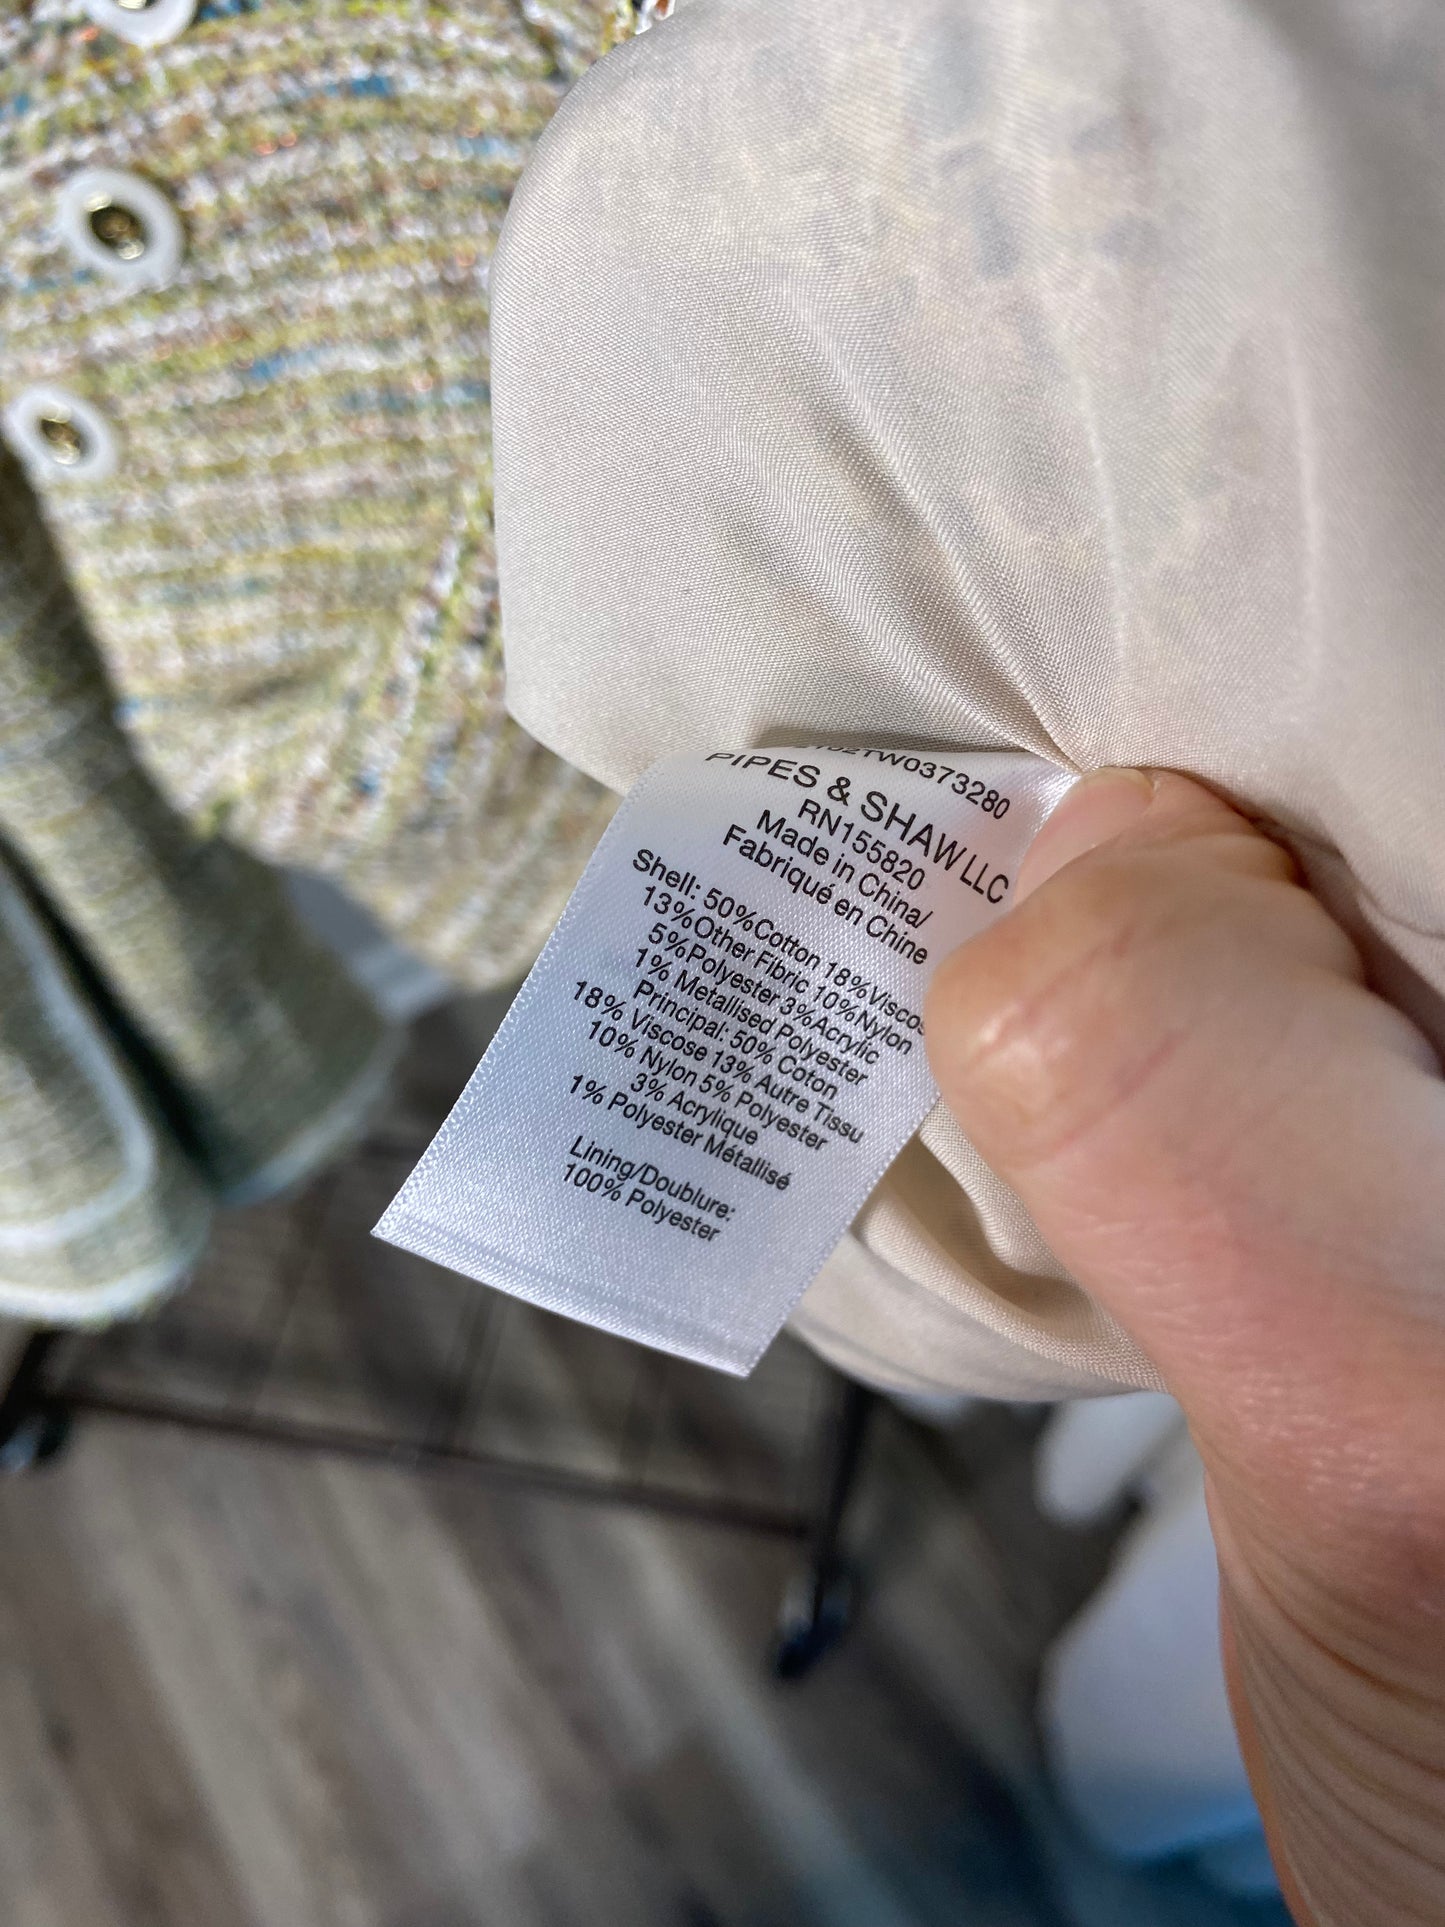 PIPES & SHAW LLC
RN155820
Made in China/
Fabriqué en Chine
Shell: 50%Cotton 18%Viscos
13%Other Fibric 10%Nylon
5%Polyester 3%Acrylic
1% Metallised Polyester
Principal: 50% Coton
18% Viscose 13% Autre Tissu
10% Nylon 5% Polyester
3% Acrylique
1% Polyester Métallisé
Lining/Doublure:
100% Polyester